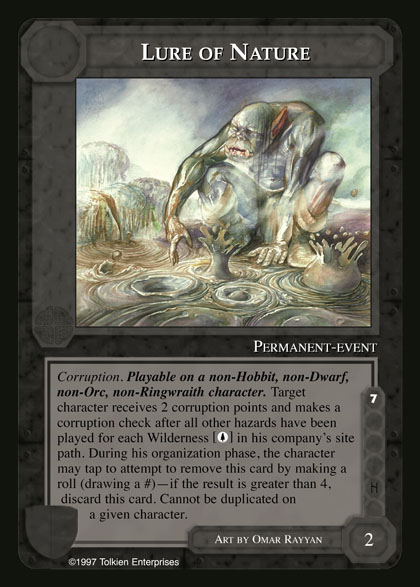 Lure of Nature
Permanent-event
Corruption. Playable on a non-Hobbit, non-Dwarf,
non-Orc, non-Ringwraith character. Target
character receives 2 corruption points and makes a
corruption check after all other hazards have been
played for each Wilderness [ ] in his company's site
path. During his organization phase, the character
may tap to attempt to remove this card by making a
roll (drawing a #)—if the result is greater than 4,
discard this card. Cannot be duplicated on
a given character.
7
H
Art by Omar Rayyan
2
©1997 Tolkien Enterprises